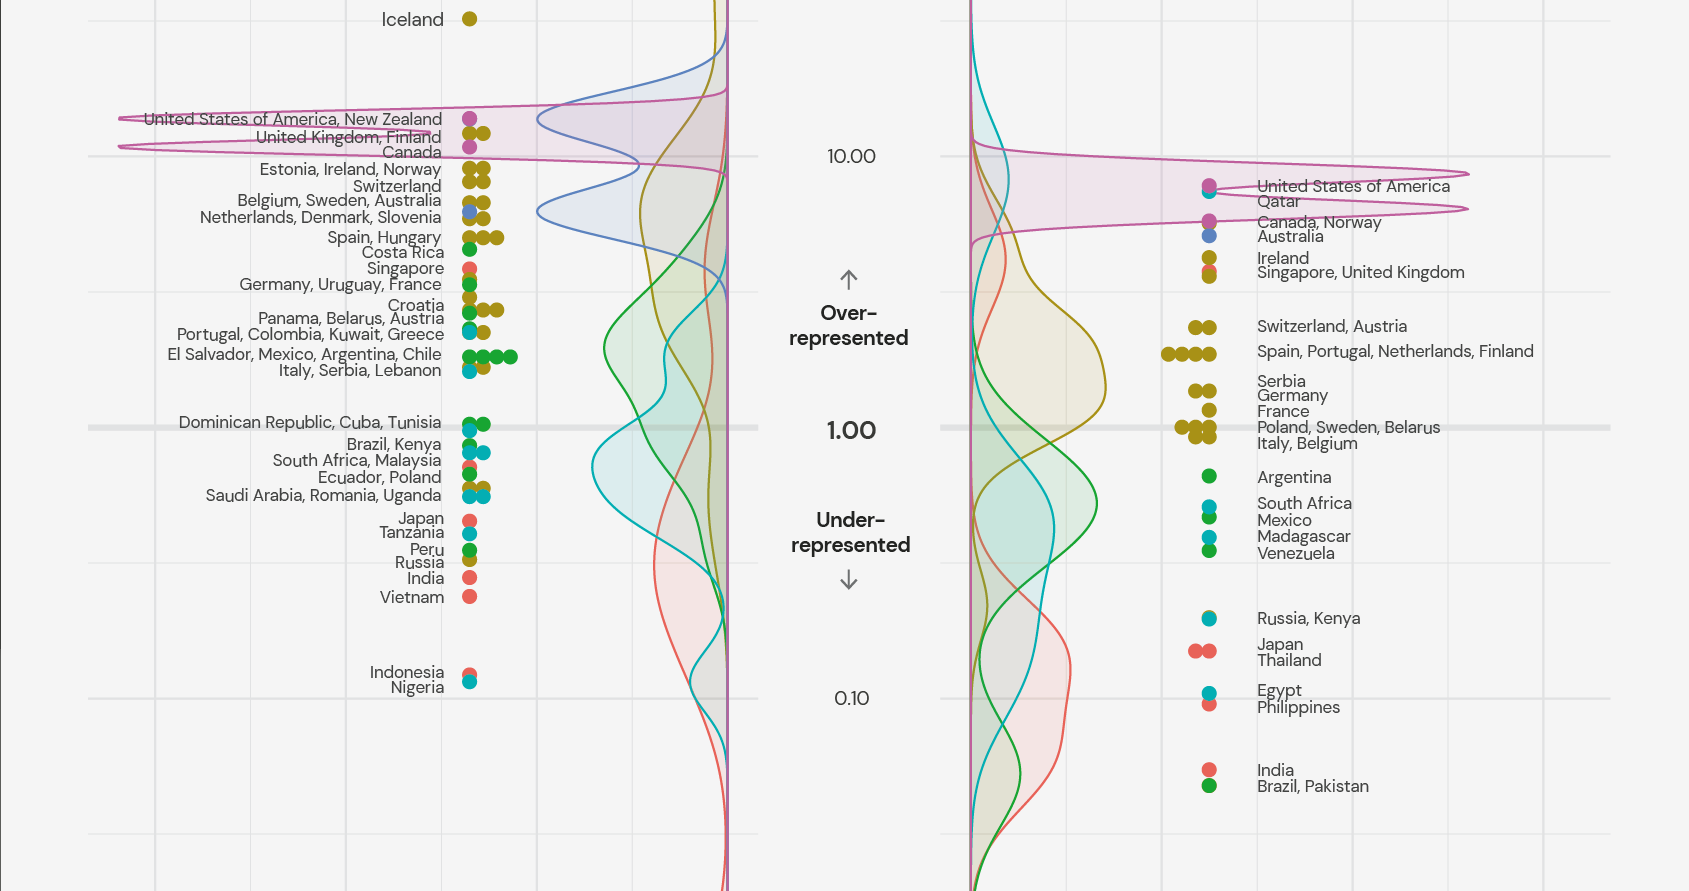 Iceland
United States of America, New Zealand
United Kingdom, Finland
Canada
Estonia, Ireland, Norway
Switzerland
Belgium, Sweden, Australia
Netherlands, Denmark, Slovenia
Spain, Hungary
Costa Rica
Singapore
Germany, Uruguay, France
Croatia
Panama, Belarus, Austria
Portugal, Colombia, Kuwait, Greece
El Salvador, Mexico, Argentina, Chile
Italy, Serbia, Lebanon
Dominican Republic, Cuba, Tunisia
Brazil, Kenya
South Africa, Malaysia
Ecuador, Poland
Saudi Arabia, Romania, Uganda
Japan
Tanzania
Peru
Russia
India
Vietnam
Indonesia
Nigeria
10.00
↑
Over-
represented
1.00
Under-
represented
↓
0.10
United States of America
Qatar
Canada, Norway
Australia
Ireland
Singapore, United Kingdom
Switzerland, Austria
Spain, Portugal, Netherlands, Finland
Serbia
Germany
France
Poland, Sweden, Belarus
Italy, Belgium
Argentina
South Africa
Mexico
Madagascar
Venezuela
Russia, Kenya
Japan
Thailand
Egypt
Philippines
India
Brazil, Pakistan